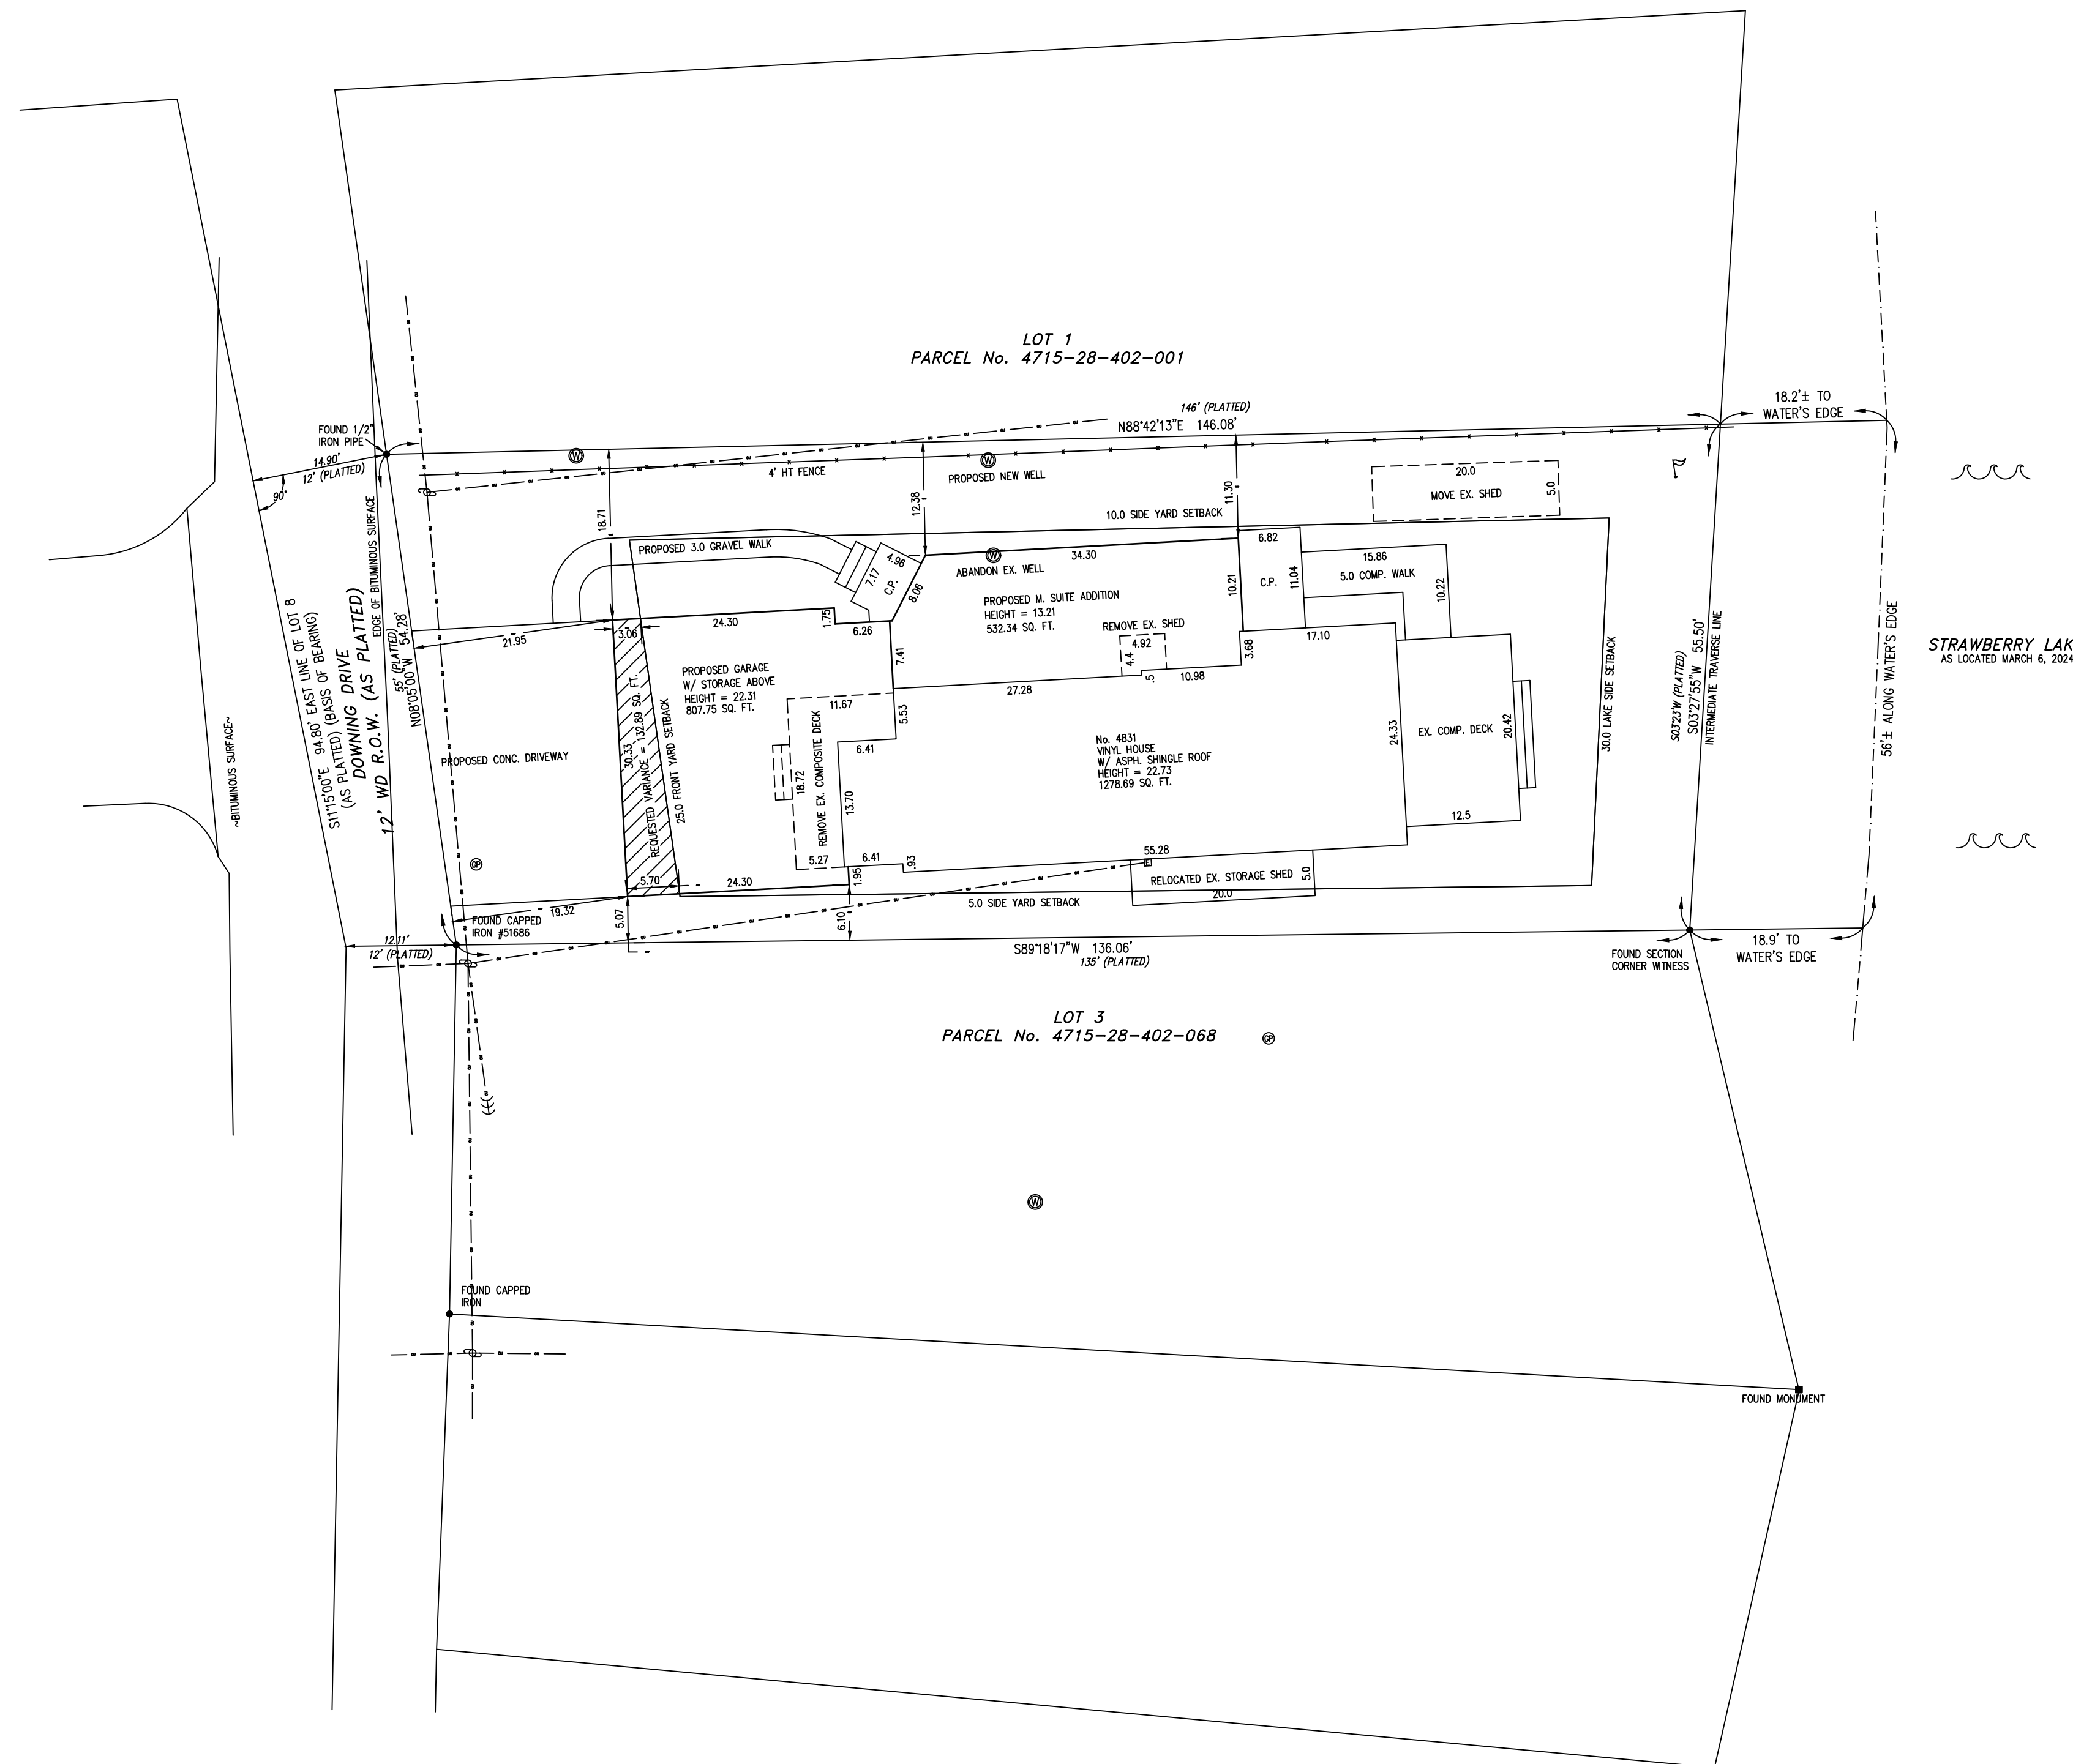 LOT 1
PARCEL No. 4715-28-402-001
146' (PLATTED)
N88°42'13"E 146.08'
18.2'± TO
WATER'S EDGE
FOUND 1/2"
IRON PIPE
14.90'
12' (PLATTED)
90°
W
W
4' HT FENCE
PROPOSED NEW WELL
20.0
MOVE EX. SHED
5.0
18.71
12.38
11.30
10.0 SIDE YARD SETBACK
PROPOSED 3.0 GRAVEL WALK
4.96
7.17
C.P.
8.06
W
ABANDON EX. WELL
34.30
6.82
C.P.
11.04
15.86
5.0 COMP. WALK
10.22
10.21
PROPOSED M. SUITE ADDITION
HEIGHT = 13.21
532.34 SQ. FT.
REMOVE EX. SHED
4.92
4.4
3.68
17.10
3.06
24.30
1.75
6.26
21.95
7.41
PROPOSED GARAGE
W/ STORAGE ABOVE
HEIGHT = 22.31
807.75 SQ. FT.
27.28
.5
10.98
11.67
5.53
6.41
18.72
REMOVE EX. COMPOSITE DECK
13.70
No. 4831
VINYL HOUSE
W/ ASPH. SHINGLE ROOF
HEIGHT = 22.73
1278.69 SQ. FT.
24.33
EX. COMP. DECK
20.42
12.5
30.0 LAKE SIDE SETBACK
S03°23'W (PLATTED)
S03°27'55"W 55.50'
INTERMEDIATE TRAVERSE LINE
56'± ALONG WATER'S EDGE
STRAWBERRY LAK
AS LOCATED MARCH 6, 2024
EDGE OF BITUMINOUS SURFACE
55' (PLATTED)
N08°05'00"W 54.28'
S11°15'00"E 94.80' EAST LINE OF LOT 8
(AS PLATTED) (BASIS OF BEARING)
DOWNING DRIVE
12' WD R.O.W. (AS PLATTED)
~BITUMINOUS SURFACE~
PROPOSED CONC. DRIVEWAY
30.33
REQUESTED VARIANCE = 132.89 SQ. FT.
25.0 FRONT YARD SETBACK
GP
5.27
6.41
.93
55.28
E
5.70
24.30
1.95
RELOCATED EX. STORAGE SHED
5.0
20.0
19.32
5.07
6.10
5.0 SIDE YARD SETBACK
FOUND CAPPED
IRON #51686
12.11'
12' (PLATTED)
S89°18'17"W 136.06'
135' (PLATTED)
FOUND SECTION
CORNER WITNESS
18.9' TO
WATER'S EDGE
LOT 3
PARCEL No. 4715-28-402-068
GP
W
FOUND CAPPED
IRON
FOUND MONUMENT